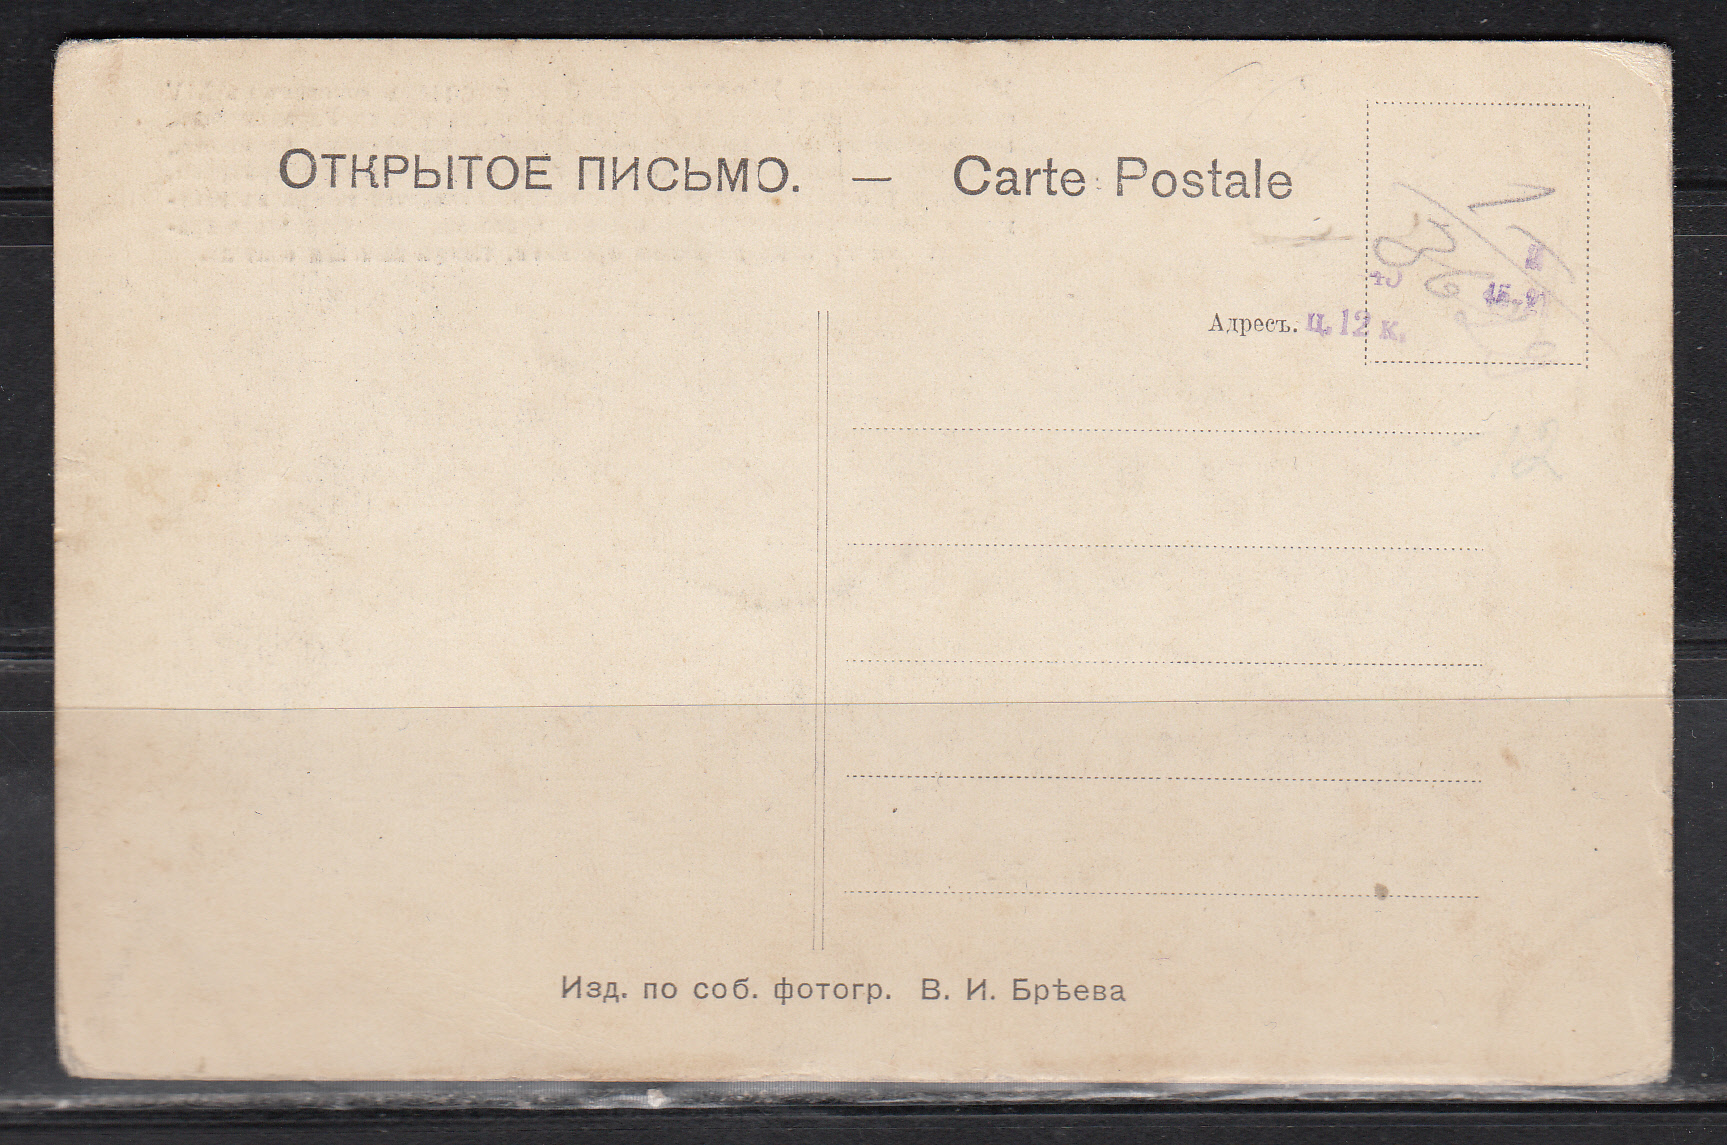 Открытое письмо. — Carte Postale
Адресъ. ц. 12 к.
Изд. по соб. фотогр. В. И. Брѣева